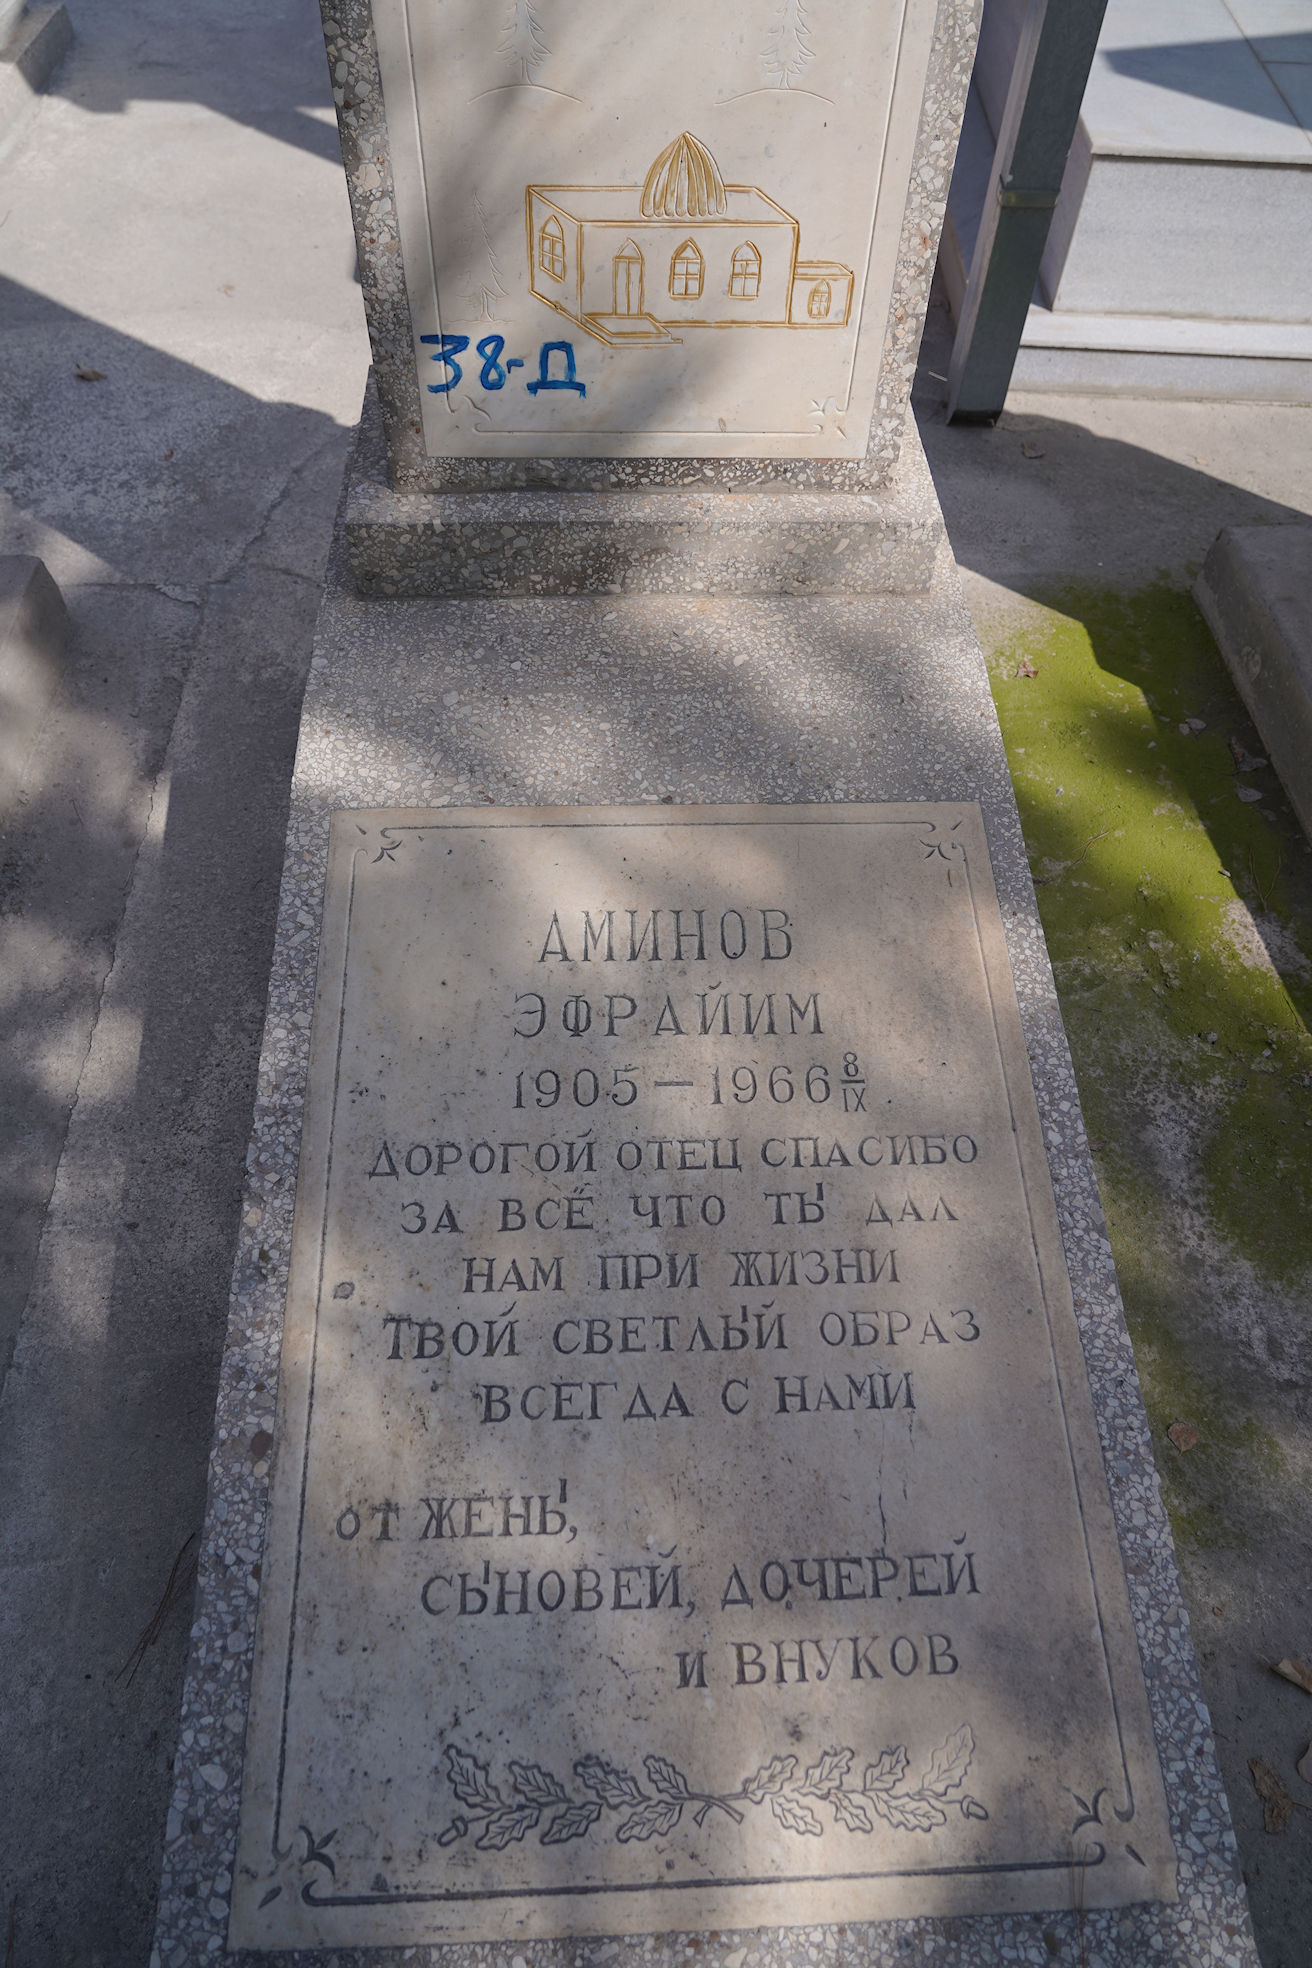 38-Д
АМИНОВ
ЭФРАЙИМ
1905 — 1966 8/IX
ДОРОГОЙ ОТЕЦ СПАСИБО
ЗА ВСЁ ЧТО ТЫ ДАЛ
НАМ ПРИ ЖИЗНИ
ТВОЙ СВЕТЛЫЙ ОБРАЗ
ВСЕГДА С НАМИ
ОТ ЖЕНЫ,
СЫНОВЕЙ, ДОЧЕРЕЙ
И ВНУКОВ